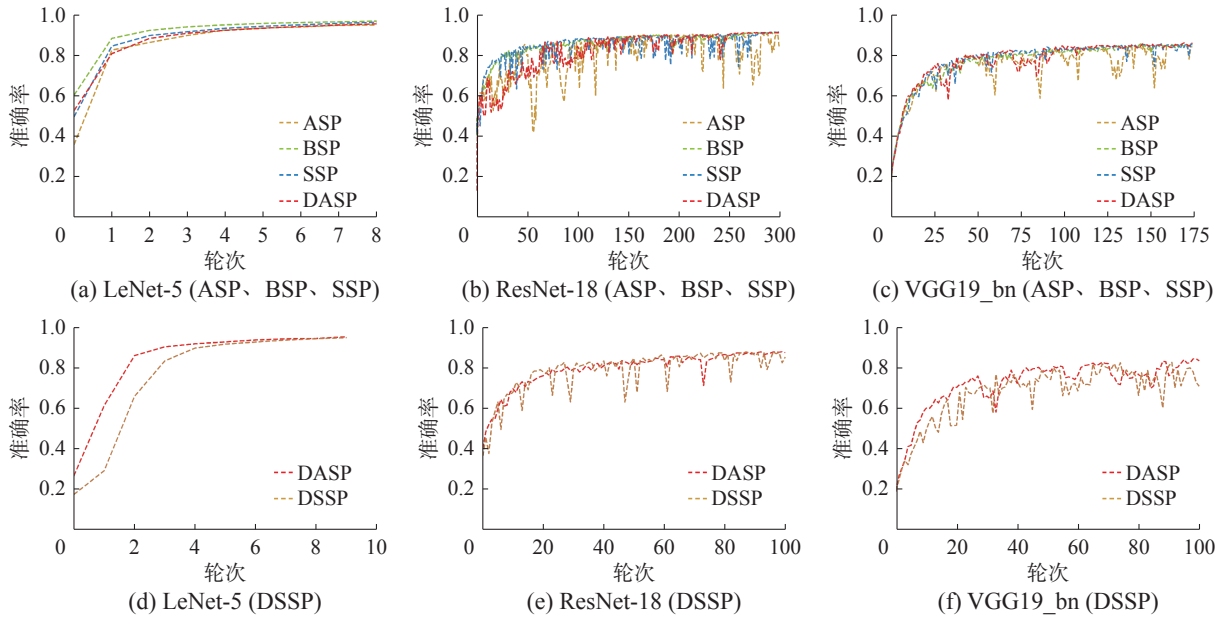 1.0
0.8
0.6
0.4
0.2
0
准确率
ASP
BSP
SSP
DASP
1 2 3 4 5 6 7 8
轮次
(a) LeNet-5 (ASP、BSP、SSP)
1.0
0.8
0.6
0.4
0.2
0
准确率
ASP
BSP
SSP
DASP
50 100 150 200 250 300
轮次
(b) ResNet-18 (ASP、BSP、SSP)
1.0
0.8
0.6
0.4
0.2
0
准确率
ASP
BSP
SSP
DASP
25 50 75 100 125 150 175
轮次
(c) VGG19_bn (ASP、BSP、SSP)
1.0
0.8
0.6
0.4
0.2
0
准确率
DASP
DSSP
2 4 6 8 10
轮次
(d) LeNet-5 (DSSP)
1.0
0.8
0.6
0.4
0.2
0
准确率
DASP
DSSP
20 40 60 80 100
轮次
(e) ResNet-18 (DSSP)
1.0
0.8
0.6
0.4
0.2
0
准确率
DASP
DSSP
20 40 60 80 100
轮次
(f) VGG19_bn (DSSP)